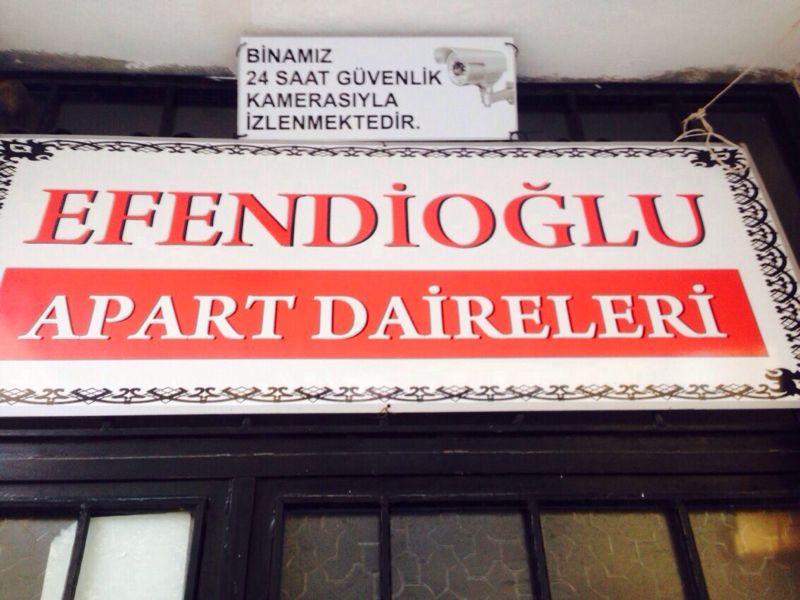 BİNAMIZ
24 SAAT GÜVENLİK
KAMERASIYLA
İZLENMEKTEDİR.
EFENDİOĞLU
APART DAİRELERİ